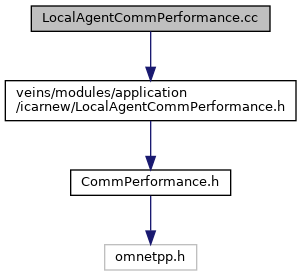 LocalAgentCommPerformance.cc
veins/modules/application
/icarnew/LocalAgentCommPerformance.h
CommPerformance.h
omnetpp.h